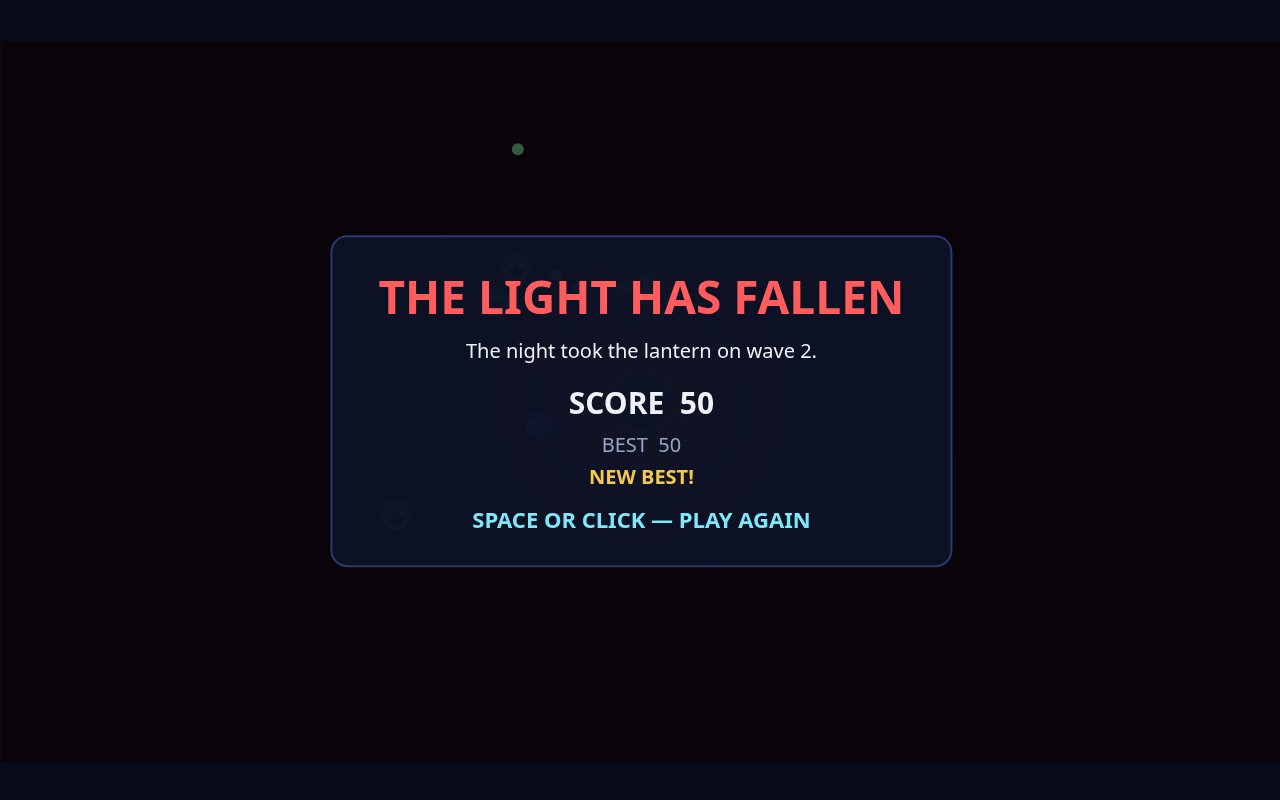 THE LIGHT HAS FALLEN
The night took the lantern on wave 2.
SCORE 50
BEST 50
NEW BEST!
SPACE OR CLICK — PLAY AGAIN